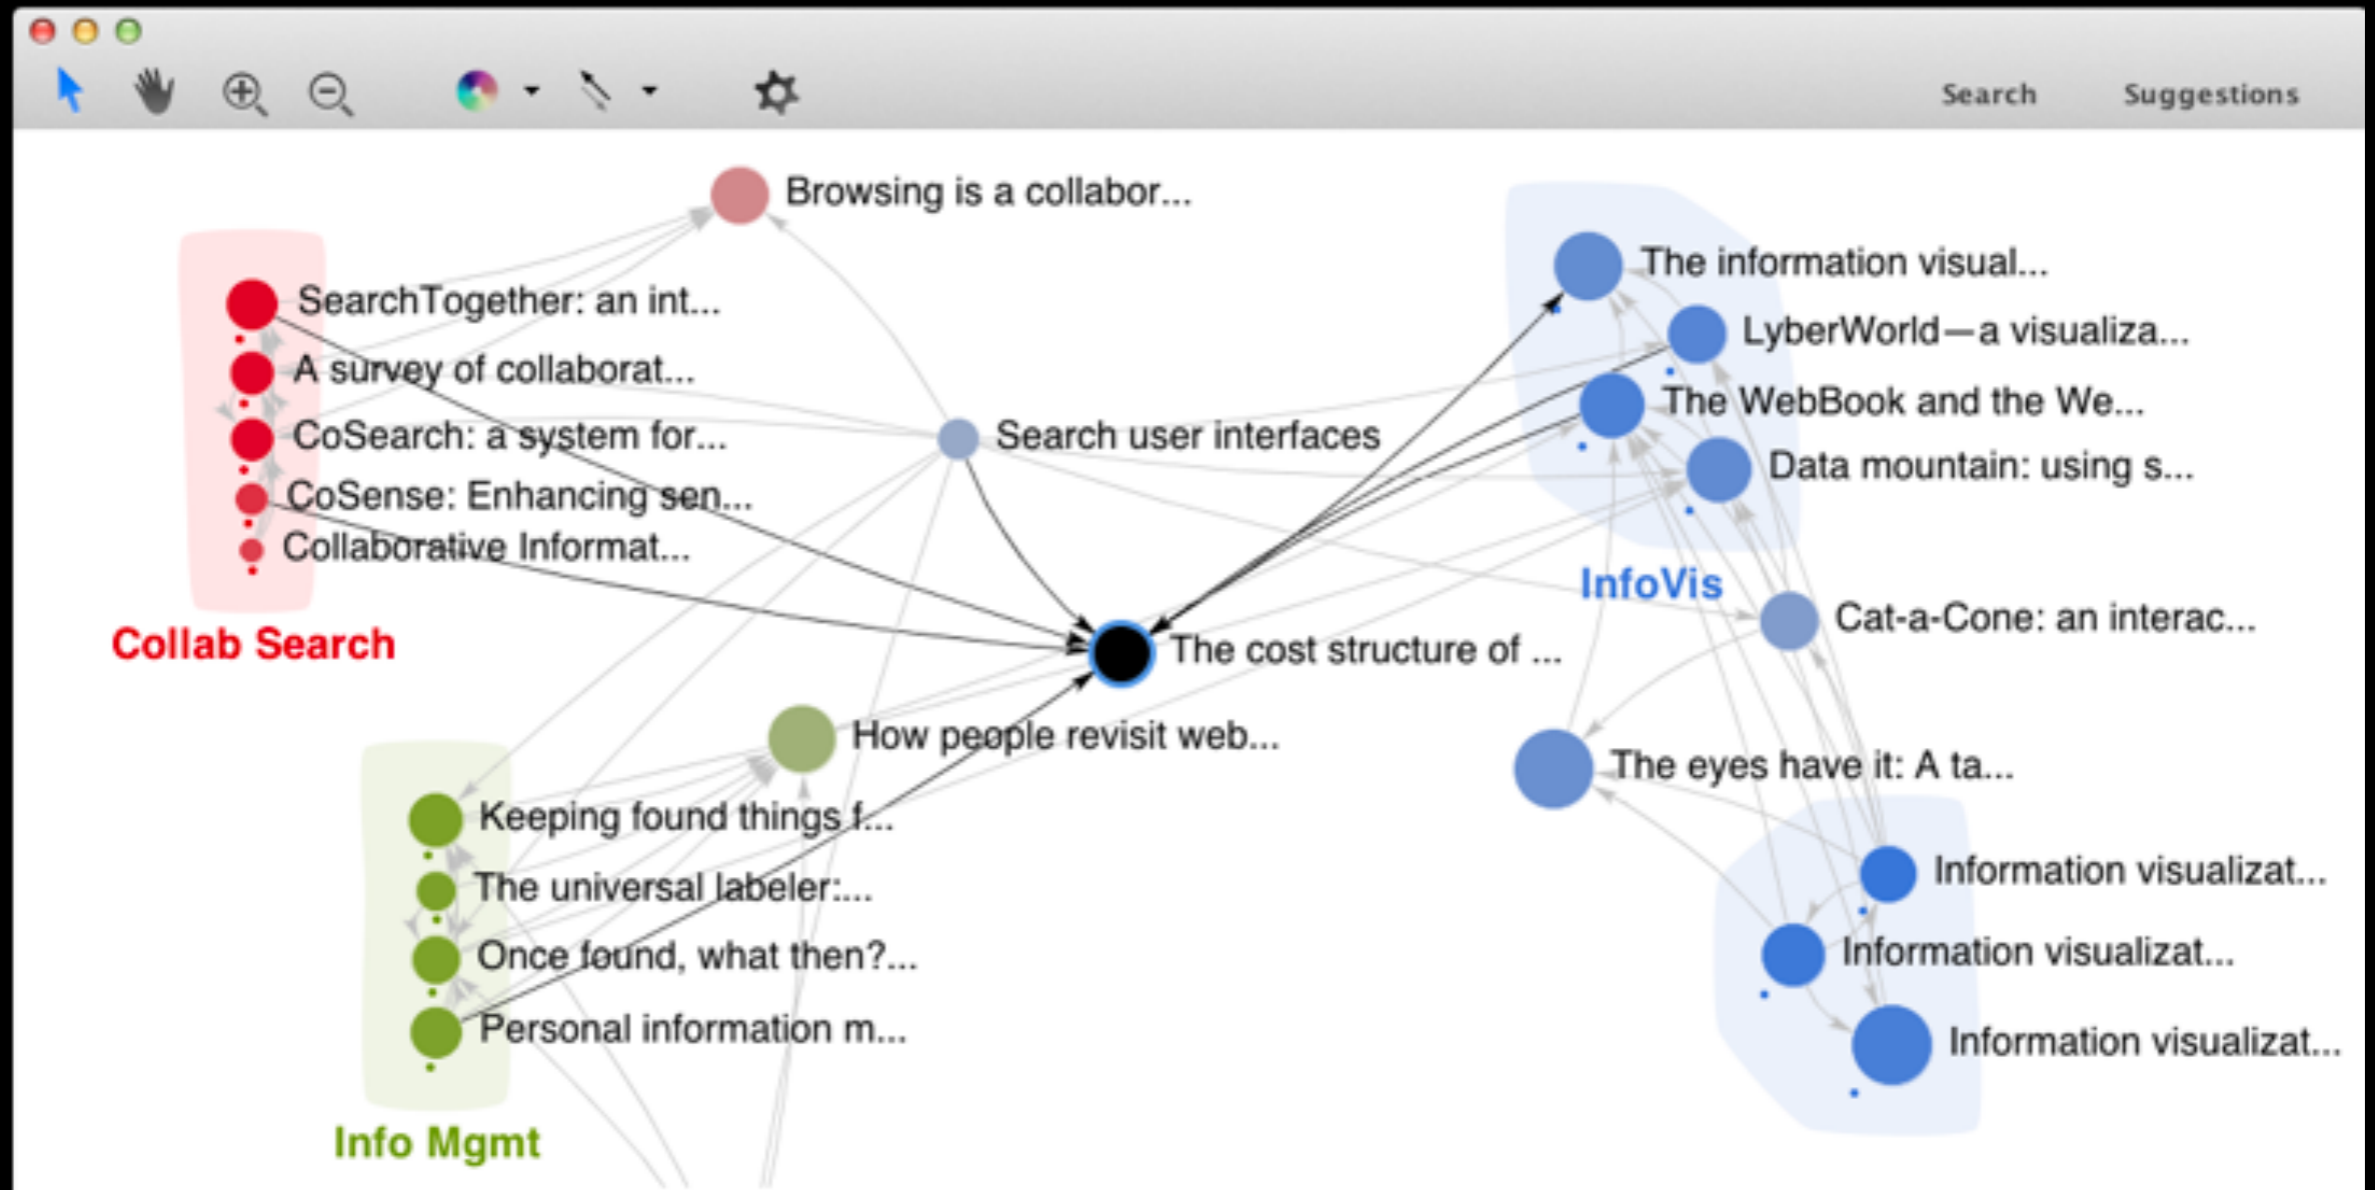 Search
Suggestions
Browsing is a collabor...
SearchTogether: an int...
A survey of collaborat...
CoSearch: a system for...
CoSense: Enhancing sen...
Collaborative Informat...
Collab Search
Search user interfaces
The information visual...
LyberWorld—a visualiza...
The WebBook and the We...
Data mountain: using s...
InfoVis
Cat-a-Cone: an interac...
The cost structure of ...
How people revisit web...
The eyes have it: A ta...
Keeping found things f...
The universal labeler:...
Once found, what then?...
Personal information m...
Info Mgmt
Information visualizat...
Information visualizat...
Information visualizat...